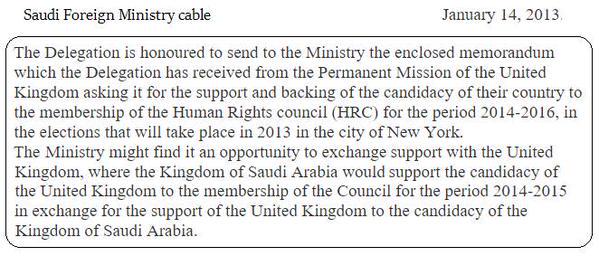 Saudi Foreign Ministry cable January 14, 2013.
The Delegation is honoured to send to the Ministry the enclosed memorandum
which the Delegation has received from the Permanent Mission of the United
Kingdom asking it for the support and backing of the candidacy of their country to
the membership of the Human Rights council (HRC) for the period 2014-2016, in
the elections that will take place in 2013 in the city of New York.
The Ministry might find it an opportunity to exchange support with the United
Kingdom, where the Kingdom of Saudi Arabia would support the candidacy of
the United Kingdom to the membership of the Council for the period 2014-2015
in exchange for the support of the United Kingdom to the candidacy of the
Kingdom of Saudi Arabia.